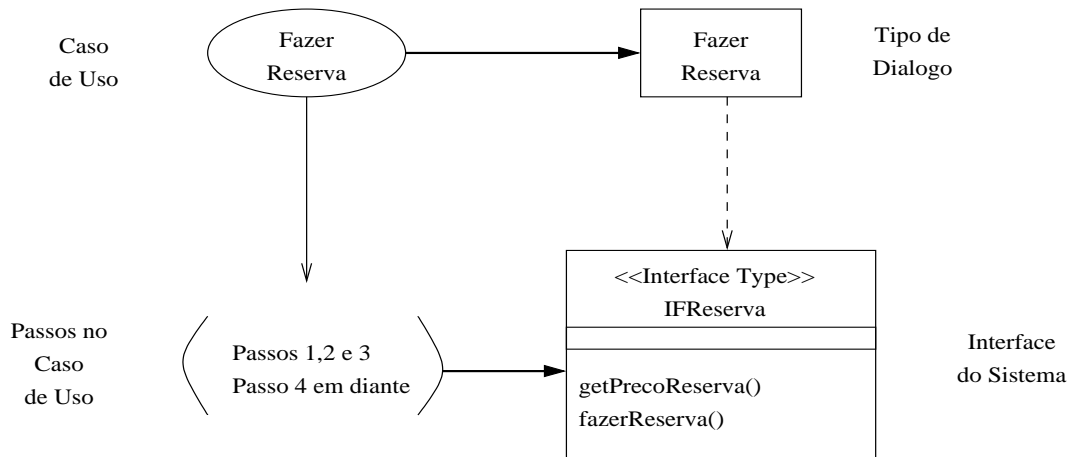 Caso
de Uso
Fazer
Reserva
Fazer
Reserva
Tipo de
Dialogo
<<Interface Type>>
IFReserva
Passos no
Caso
de Uso
Passos 1,2 e 3
Passo 4 em diante
getPrecoReserva()
fazerReserva()
Interface
do Sistema